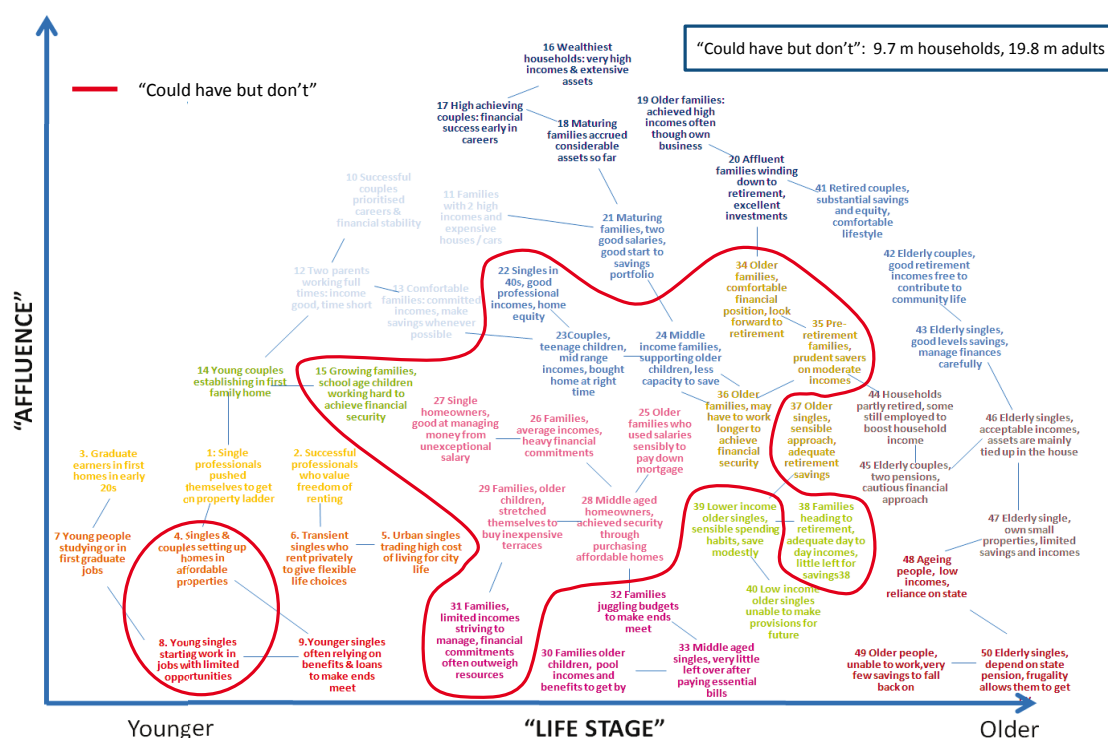 "Could have but don't": 9.7 m households, 19.8 m adults
"Could have but don't"
"AFFLUENCE"
16 Wealthiest
households: very high
incomes & extensive
assets
17 High achieving
couples: financial
success early in
careers
18 Maturing
families accrued
considerable
assets so far
19 Older families:
achieved high
incomes often
though own
business
20 Affluent
families winding
down to
retirement,
excellent
investments
10 Successful
couples
prioritised
careers &
financial stability
11 Families
with 2 high
incomes and
expensive
houses / cars
21 Maturing
families, two
good salaries,
good start to
savings
portfolio
41 Retired couples,
substantial savings
and equity,
comfortable
lifestyle
12 Two parents
working full
times: income
good, time short
13 Comfortable
families: committed
incomes, make
savings whenever
possible
22 Singles in
40s, good
professional
incomes, home
equity
34 Older
families,
comfortable
financial
position, look
forward to
retirement
42 Elderly couples,
good retirement
incomes free to
contribute to
community life
23Couples,
teenage children,
mid range
incomes, bought
home at right
time
24 Middle
income families,
supporting older
children, less
capacity to save
35 Pre-
retirement
families,
prudent savers
on moderate
incomes
43 Elderly singles,
good levels savings,
manage finances
carefully
14 Young couples
establishing in first
family home
15 Growing families,
school age children
working hard to
achieve financial
security
27 Single
homeowners,
good at managing
money from
unexceptional
salary
26 Families,
average incomes,
heavy financial
commitments
25 Older
families who
used salaries
sensibly to
pay down
mortgage
36 Older
families, may
have to work
longer to
achieve
financial
security
37 Older
singles,
sensible
approach,
adequate
retirement
savings
44 Households
partly retired, some
still employed to
boost household
income
45 Elderly couples,
two pensions,
cautious financial
approach
46 Elderly singles,
acceptable incomes,
assets are mainly
tied up in the house
3. Graduate
earners in first
homes in early
20s
1: Single
professionals
pushed
themselves to get
on property ladder
2. Successful
professionals
who value
freedom of
renting
29 Families, older
children,
stretched
themselves to
buy inexpensive
terraces
28 Middle aged
homeowners,
achieved security
through
purchasing
affordable homes
39 Lower income
older singles,
sensible spending
habits, save
modestly
38 Families
heading to
retirement,
adequate day to
day incomes,
little left for
savings38
47 Elderly single,
own small
properties, limited
savings and incomes
7 Young people
studying or in
first graduate
jobs
4. Singles &
couples setting up
homes in
affordable
properties
6. Transient
singles who
rent privately
to give flexible
life choices
5. Urban singles
trading high cost
of living for city
life
48 Ageing
people, low
incomes,
reliance on state
40 Low income
older singles
unable to make
provisions for
future
31 Families,
limited incomes
striving to
manage, financial
commitments
often outweigh
resources
32 Families
juggling budgets
to make ends
meet
8. Young singles
starting work in
jobs with limited
opportunities
9.Younger singles
often relying on
benefits & loans
to make ends
meet
30 Families older
children, pool
incomes and
benefits to get by
33 Middle aged
singles, very little
left over after
paying essential
bills
49 Older people,
unable to work,very
few savings to fall
back on
50 Elderly singles,
depend on state
pension, frugality
allows them to get
Younger
"LIFE STAGE"
Older